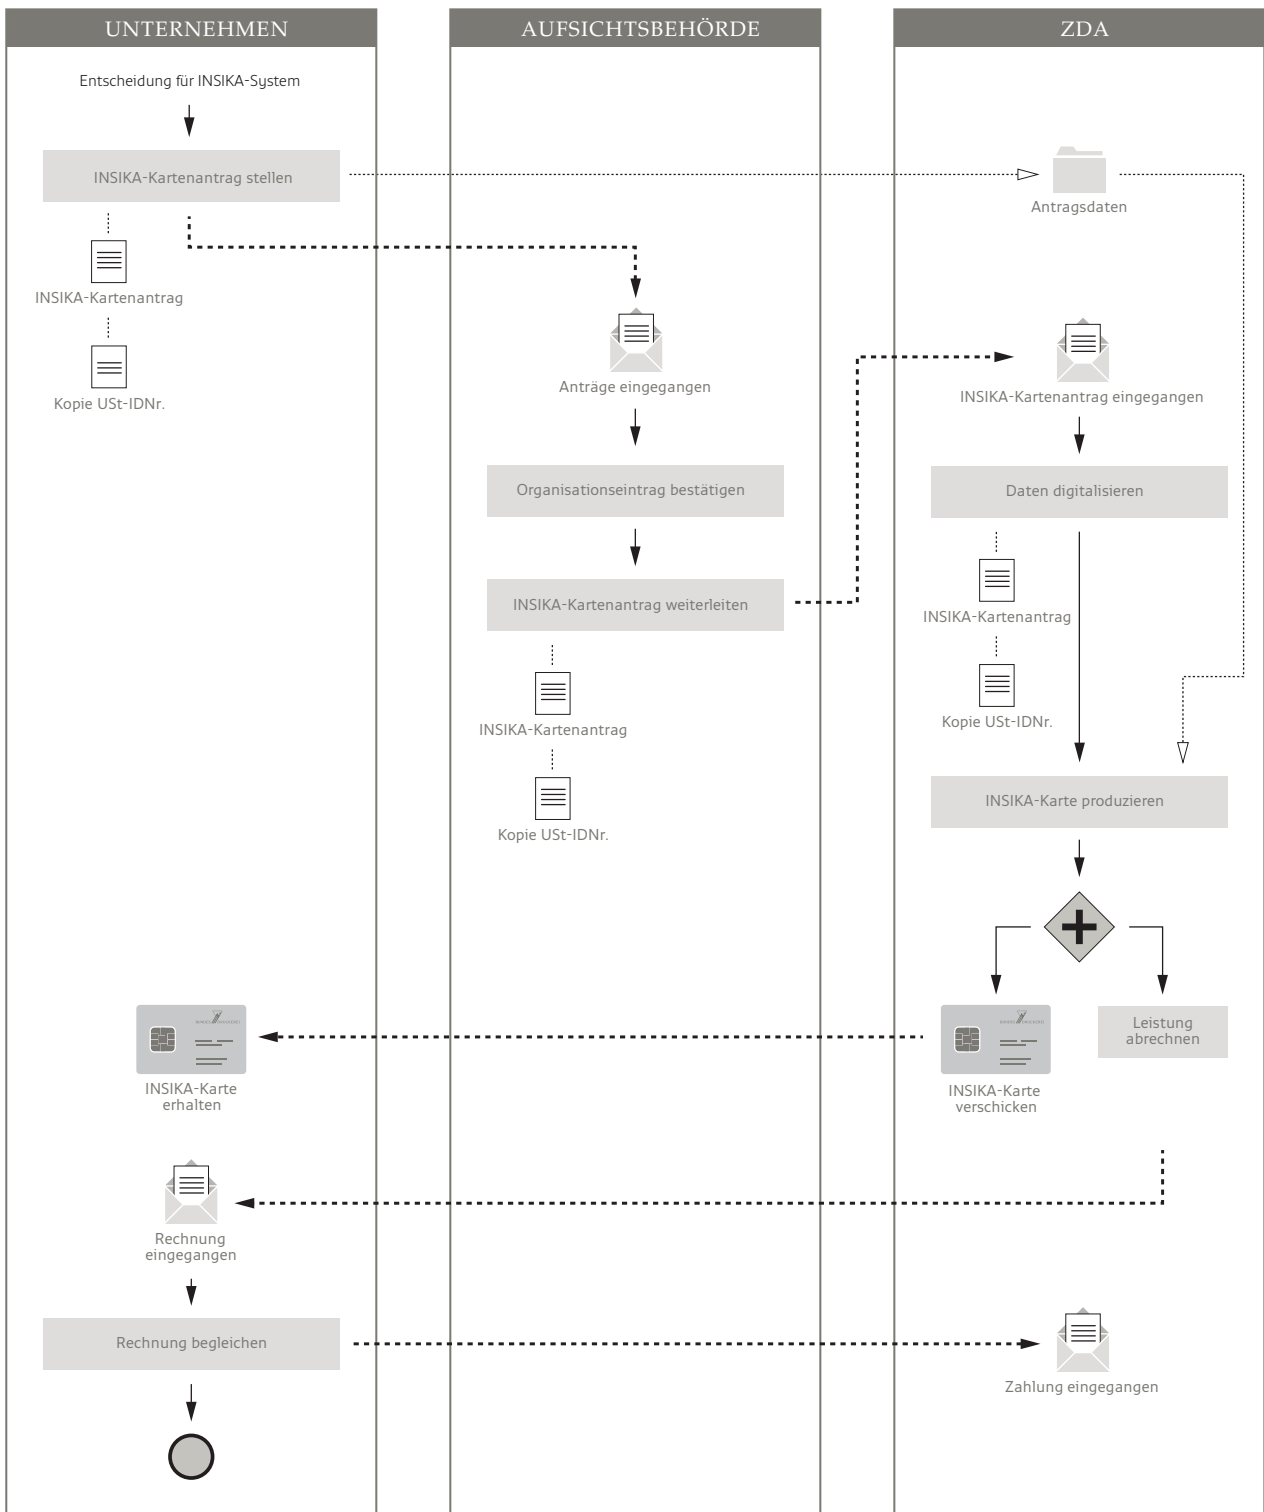 UNTERNEHMEN
AUFSICHTSBEHÖRDE
ZDA
Entscheidung für INSIKA-System
INSIKA-Kartenantrag stellen
Antragsdaten
INSIKA-Kartenantrag
Kopie USt-IDNr.
Anträge eingegangen
INSIKA-Kartenantrag eingegangen
Organisationseintrag bestätigen
Daten digitalisieren
INSIKA-Kartenantrag weiterleiten
INSIKA-Kartenantrag
Kopie USt-IDNr.
INSIKA-Kartenantrag
Kopie USt-IDNr.
INSIKA-Karte produzieren
INSIKA-Karte
erhalten
INSIKA-Karte
verschicken
Leistung
abrechnen
Rechnung
eingegangen
Rechnung begleichen
Zahlung eingegangen